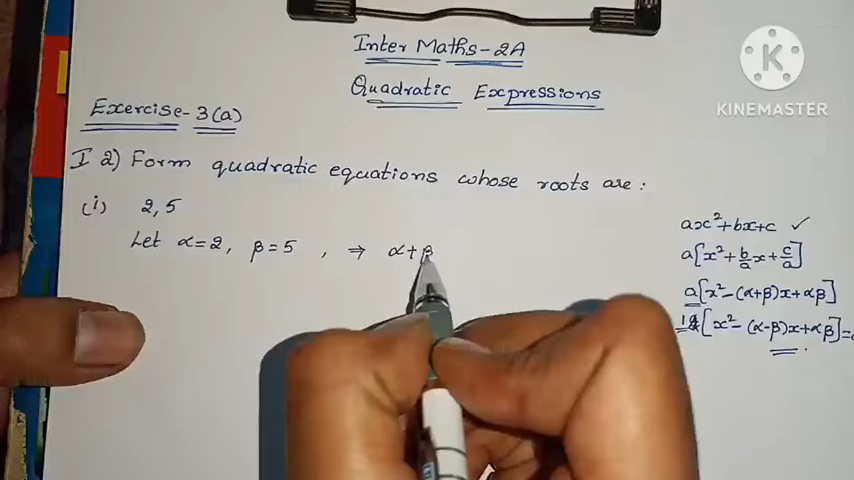 Inter Maths-2A
Quadratic Expressions
KINEMASTER
Exercise-3(a)
I 2) Form quadratic equations whose roots are :
(i) 2,5
Let α=2, β=5 , ⇒ α+β
ax²+bx+c ✓
a[x²+b/a x+c/a]
a[x²-(α+β)x+αβ]
[x²-(α-β)x+αβ]=